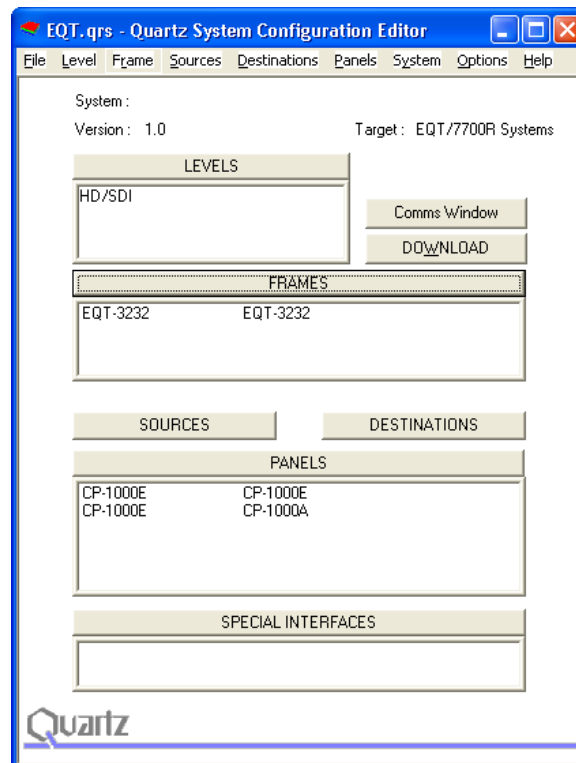 EQT.qrs - Quartz System Configuration Editor
File Level Frame Sources Destinations Panels System Options Help
System :
Version : 1.0 Target : EQT/7700R Systems
LEVELS
HD/SDI
Comms Window
DOWNLOAD
FRAMES
EQT-3232 EQT-3232
SOURCES DESTINATIONS
PANELS
CP-1000E CP-1000E
CP-1000E CP-1000A
SPECIAL INTERFACES
Quartz